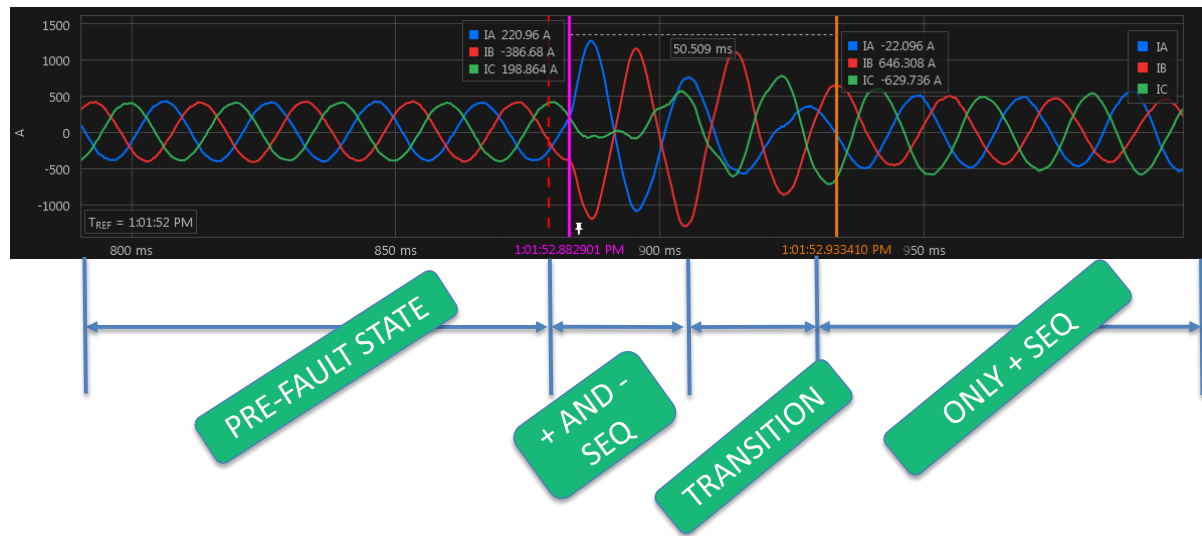 1500
1000
500
0
-500
-1000
A
IA 220.96 A
IB -386.68 A
IC 198.864 A
50.509 ms
IA -22.096 A
IB 646.308 A
IC -629.736 A
IA
IB
IC
TREF = 1:01:52 PM
800 ms
850 ms
1:01:52.882901 PM
900 ms
1:01:52.933410 PM
950 ms
PRE-FAULT STATE
+ AND -
SEQ
TRANSITION
ONLY + SEQ